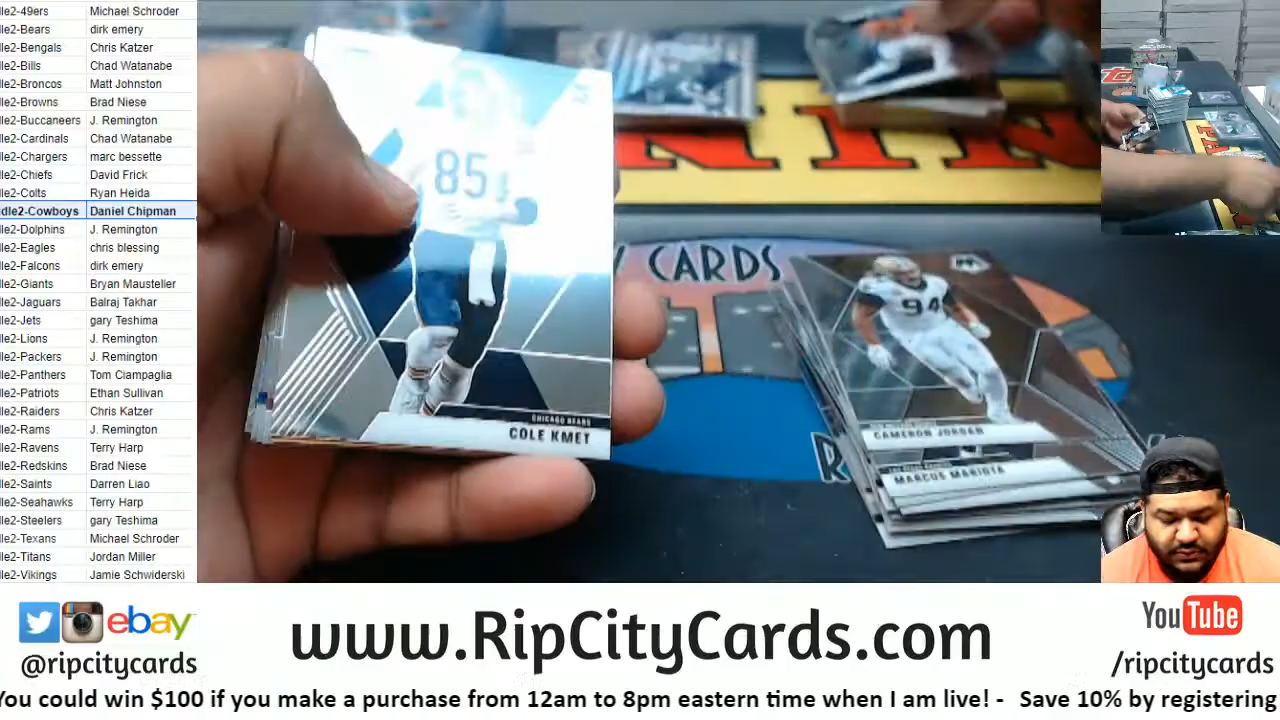 dle2-49ers Michael Schroder
dle2-Bears dirk emery
dle2-Bengals Chris Katzer
dle2-Bills Chad Watanabe
dle2-Broncos Matt Johnston
dle2-Browns Brad Niese
dle2-Buccaneers J. Remington
dle2-Cardinals Chad Watanabe
dle2-Chargers marc bessette
dle2-Chiefs David Frick
dle2-Colts Ryan Heida
dle2-Cowboys Daniel Chipman
dle2-Dolphins J. Remington
dle2-Eagles chris blessing
dle2-Falcons dirk emery
dle2-Giants Bryan Mausteller
dle2-Jaguars Balraj Takhar
dle2-Jets gary Teshima
dle2-Lions J. Remington
dle2-Packers J. Remington
dle2-Panthers Tom Ciampaglia
dle2-Patriots Ethan Sullivan
dle2-Raiders Chris Katzer
dle2-Rams J. Remington
dle2-Ravens Terry Harp
dle2-Redskins Brad Niese
dle2-Saints Darren Liao
dle2-Seahawks Terry Harp
dle2-Steelers gary Teshima
dle2-Texans Michael Schroder
dle2-Titans Jordan Miller
dle2-Vikings Jamie Schwiderski
85
CHICAGO BEARS
COLE KMET
CARDS
94
CAMERON JORDAN
MARCUS MARIOTA
ebay
@ripcitycards
www.RipCityCards.com
YouTube
/ripcitycards
You could win $100 if you make a purchase from 12am to 8pm eastern time when I am live! - Save 10% by registering